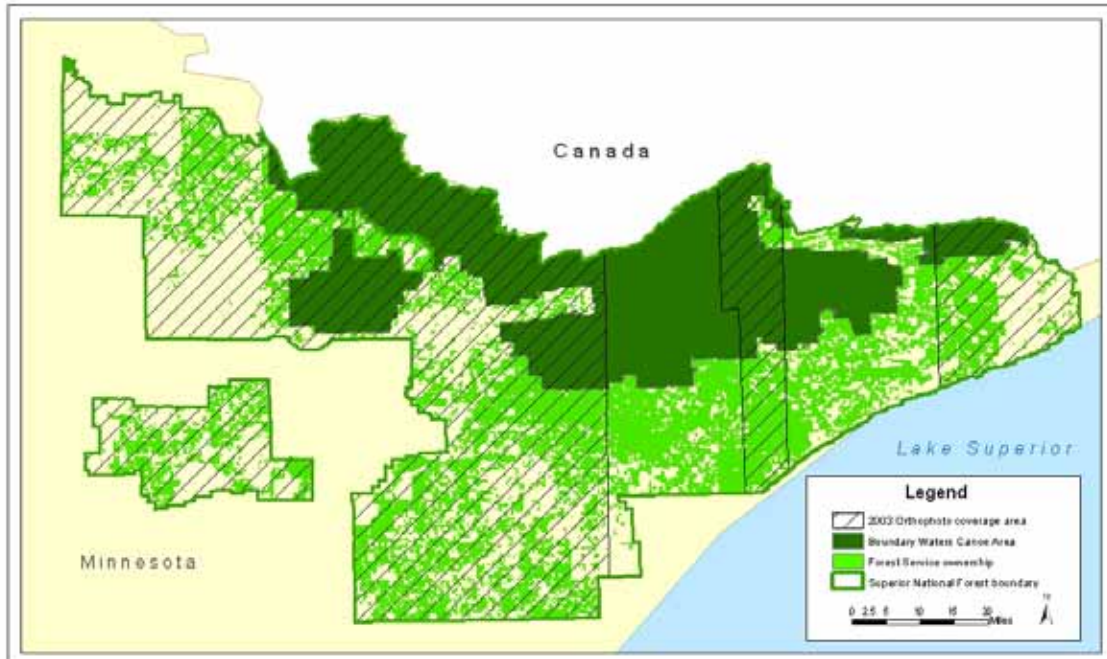 Canada
Lake Superior
Minnesota
Legend
2003 Orthophoto coverage area
Boundary Waters Canoe Area
Forest Service ownership
Superior National Forest boundary
0 2.5 5 10 15 20
Miles
N